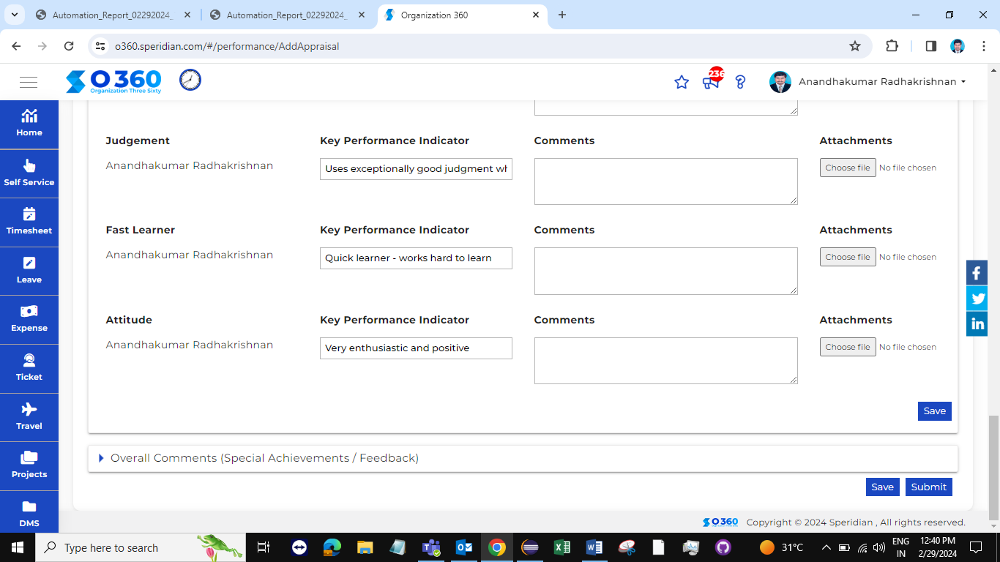 Automation_Report_02292024_
Automation_Report_02292024_
Organization 360
o360.speridian.com/#/performance/AddAppraisal
O 360
Organization Three Sixty
236
Anandhakumar Radhakrishnan
Home
Self Service
Timesheet
Leave
Expense
Ticket
Travel
Projects
DMS
Judgement Key Performance Indicator Comments Attachments
Anandhakumar Radhakrishnan Uses exceptionally good judgment wh Choose file No file chosen
Fast Learner Key Performance Indicator Comments Attachments
Anandhakumar Radhakrishnan Quick learner - works hard to learn Choose file No file chosen
Attitude Key Performance Indicator Comments Attachments
Anandhakumar Radhakrishnan Very enthusiastic and positive Choose file No file chosen
Save
Overall Comments (Special Achievements / Feedback)
Save Submit
O 360 Copyright © 2024 Speridian , All rights reserved.
Type here to search
31°C
ENG
IN
12:40 PM
2/29/2024